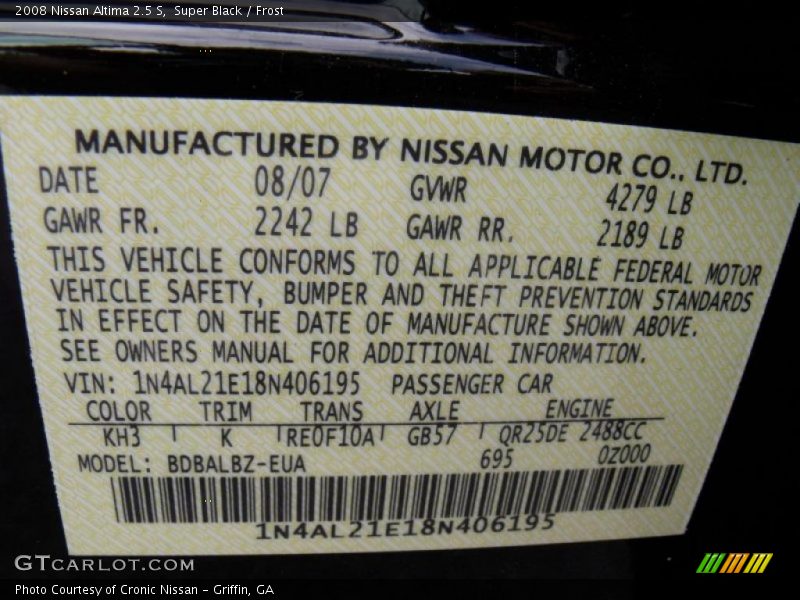 2008 Nissan Altima 2.5 S, Super Black / Frost
MANUFACTURED BY NISSAN MOTOR CO., LTD.
DATE 08/07 GVWR 4279 LB
GAWR FR. 2242 LB GAWR RR. 2189 LB
THIS VEHICLE CONFORMS TO ALL APPLICABLE FEDERAL MOTOR
VEHICLE SAFETY, BUMPER AND THEFT PREVENTION STANDARDS
IN EFFECT ON THE DATE OF MANUFACTURE SHOWN ABOVE.
SEE OWNERS MANUAL FOR ADDITIONAL INFORMATION.
VIN: 1N4AL21E18N406195 PASSENGER CAR
COLOR TRIM TRANS AXLE ENGINE
KH3 K RE0F10A GB57 QR25DE 2488CC
MODEL: BDBALBZ-EUA 695 0Z000
1N4AL21E18N406195
GTCARLOT.COM
Photo Courtesy of Cronic Nissan - Griffin, GA